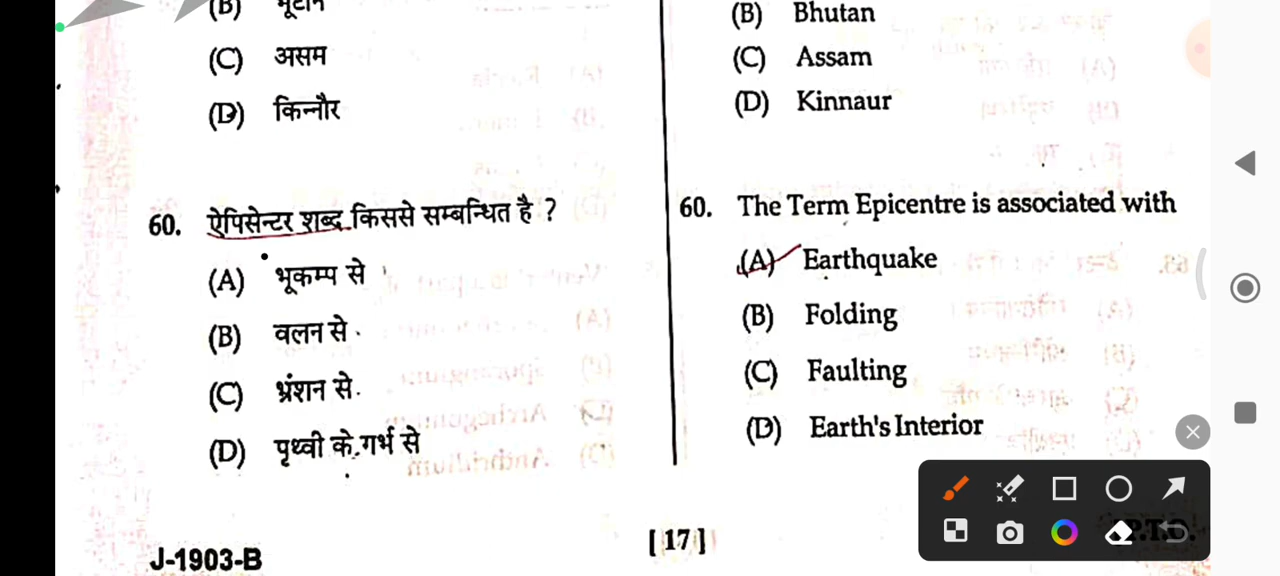 (B) भूटान
(C) असम
(D) किन्नौर
60. ऐपिसेन्टर शब्द किससे सम्बन्धित है ?
(A) भूकम्प से
(B) वलन से
(C) भ्रंशन से
(D) पृथ्वी के गर्भ से
J-1903-B
(B) Bhutan
(C) Assam
(D) Kinnaur
60. The Term Epicentre is associated with
(A) Earthquake
(B) Folding
(C) Faulting
(D) Earth's Interior
[ 17 ]
P.T.O.